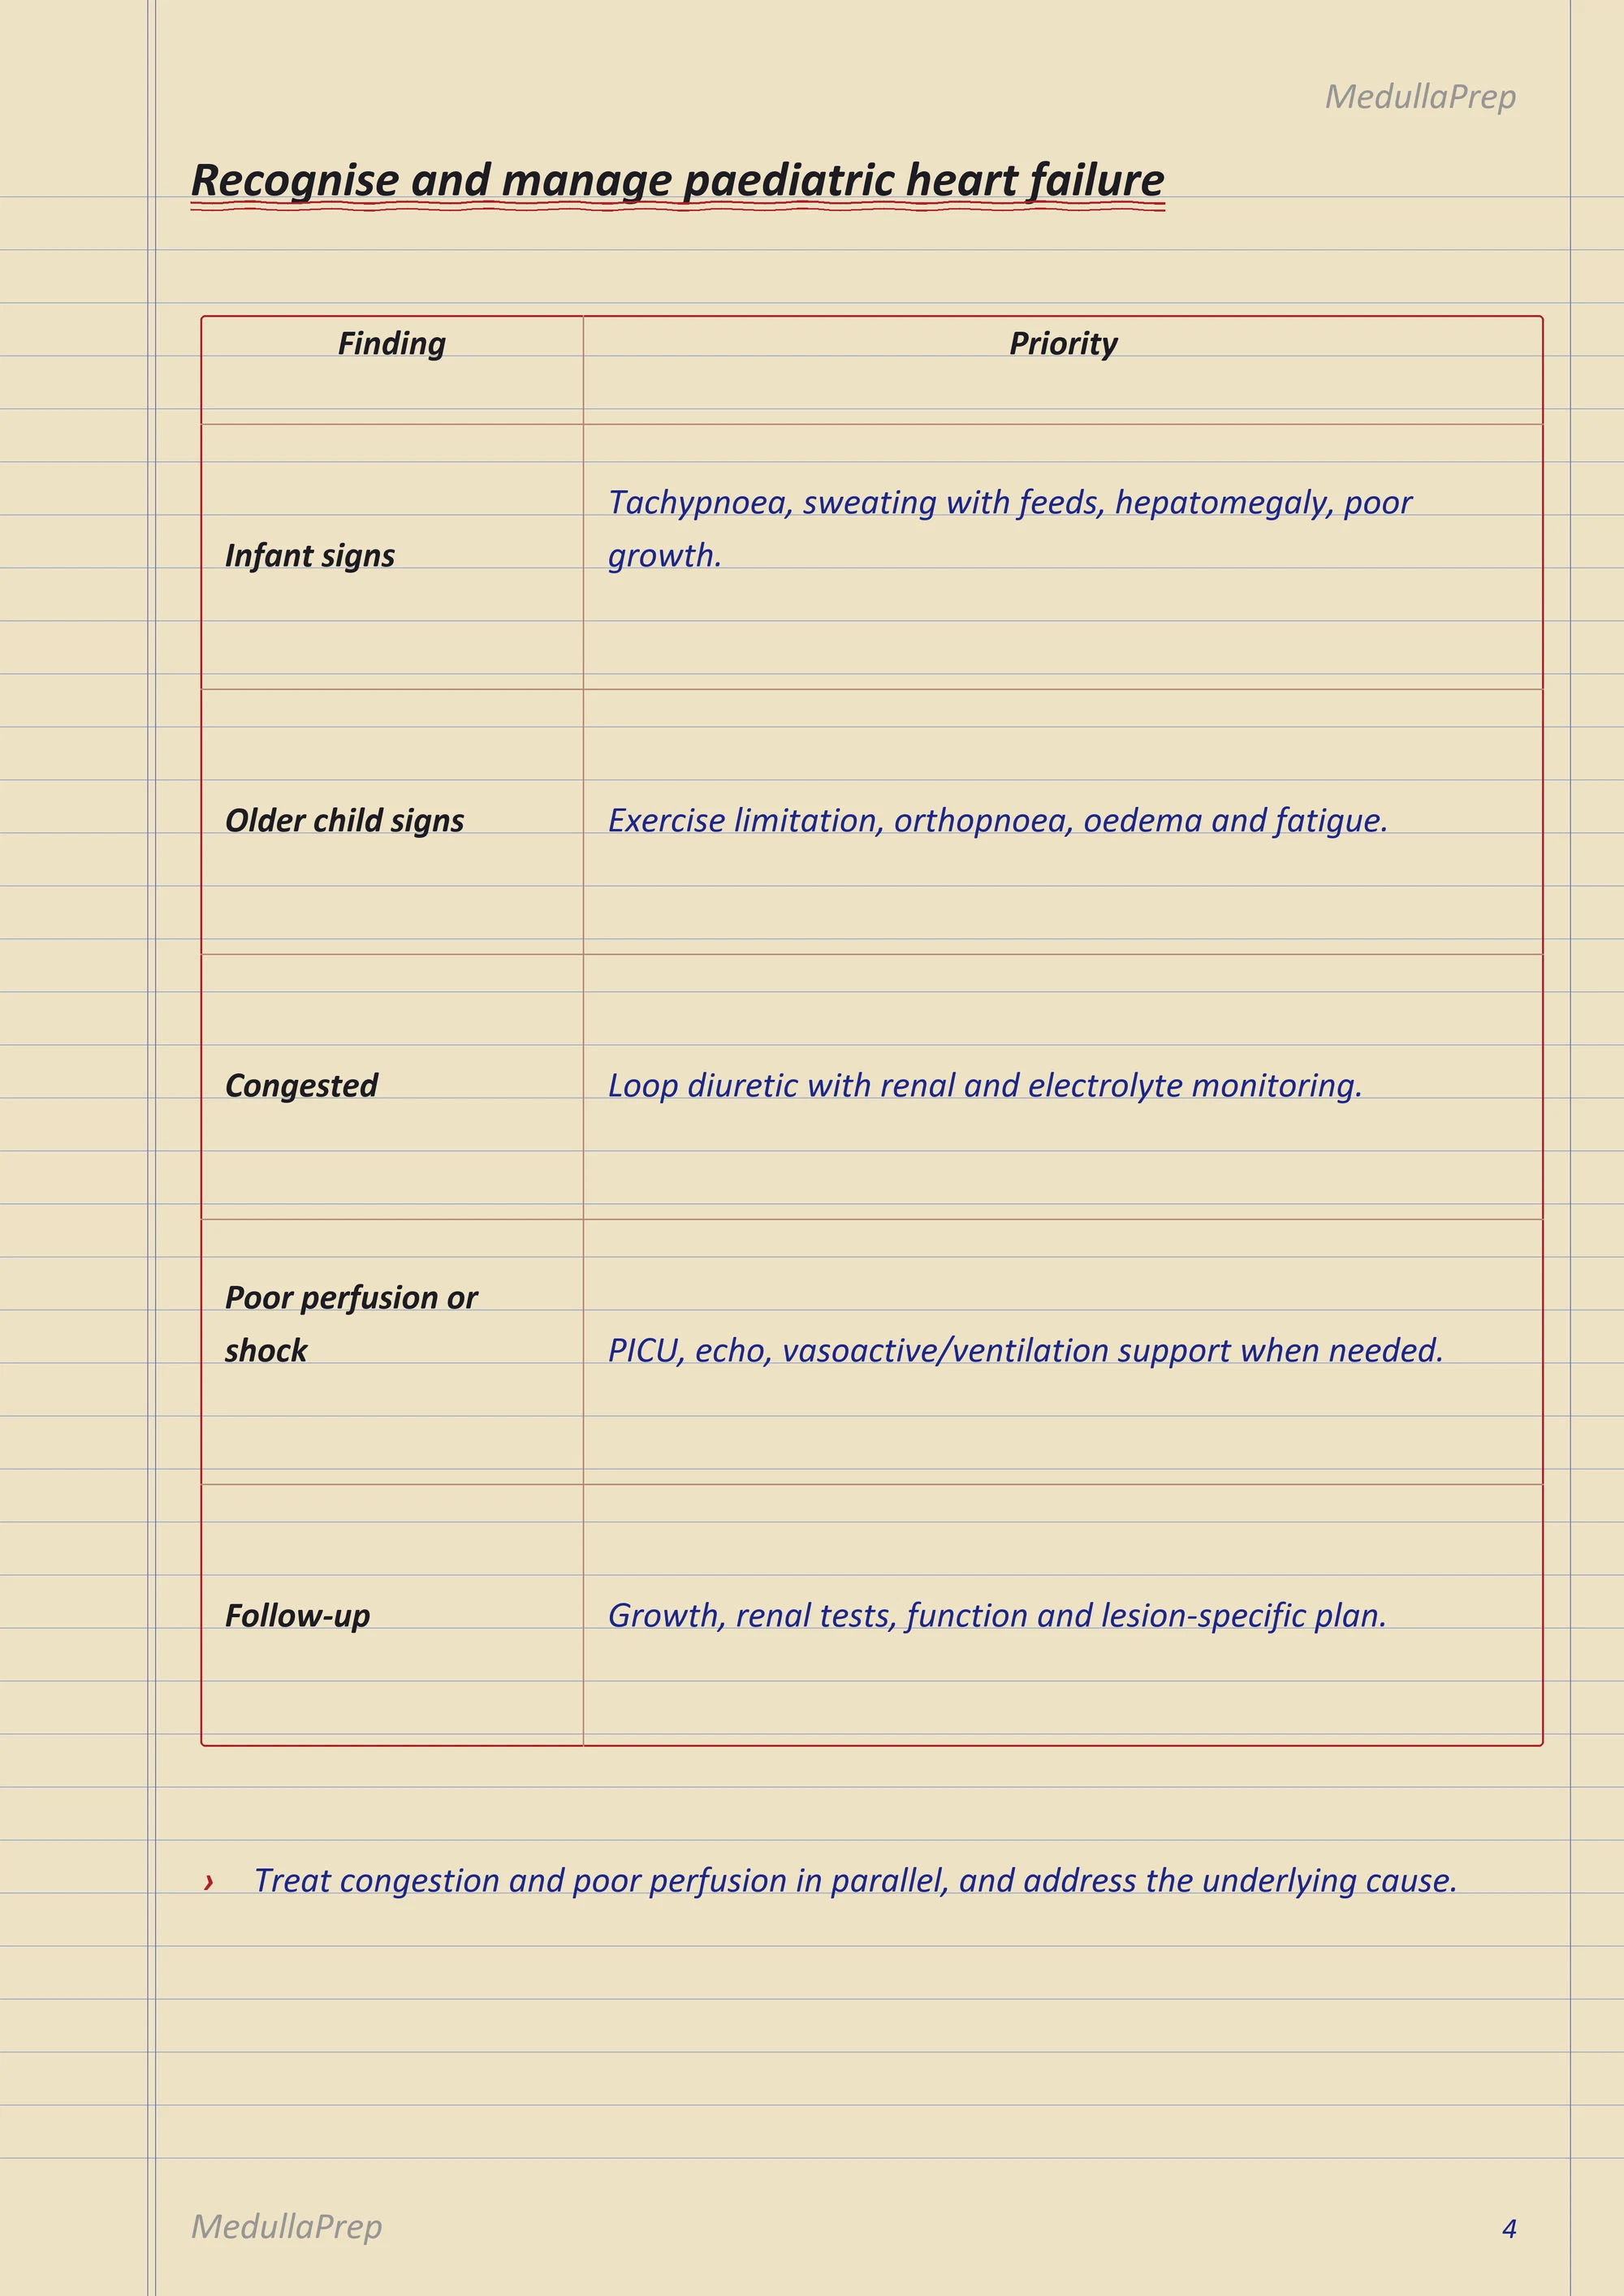 MedullaPrep
Recognise and manage paediatric heart failure
Finding
Priority
Infant signs
Tachypnoea, sweating with feeds, hepatomegaly, poor
growth.
Older child signs
Exercise limitation, orthopnoea, oedema and fatigue.
Congested
Loop diuretic with renal and electrolyte monitoring.
Poor perfusion or
shock
PICU, echo, vasoactive/ventilation support when needed.
Follow-up
Growth, renal tests, function and lesion-specific plan.
› Treat congestion and poor perfusion in parallel, and address the underlying cause.
MedullaPrep
4